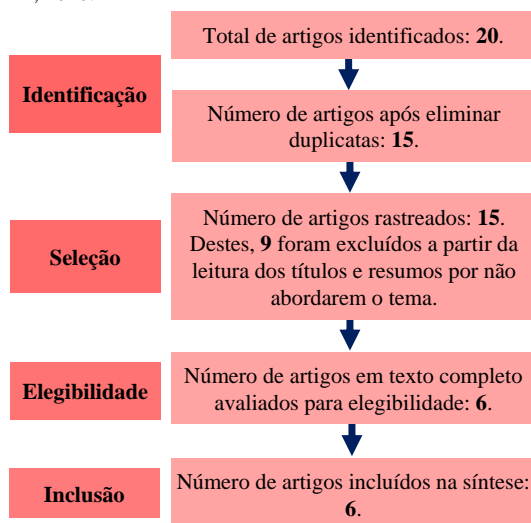 Total de artigos identificados: 20.
Identificação
Número de artigos após eliminar
duplicatas: 15.
Número de artigos rastreados: 15.
Destes, 9 foram excluídos a partir da
leitura dos títulos e resumos por não
abordarem o tema.
Seleção
Número de artigos em texto completo
avaliados para elegibilidade: 6.
Elegibilidade
Número de artigos incluídos na síntese:
6.
Inclusão